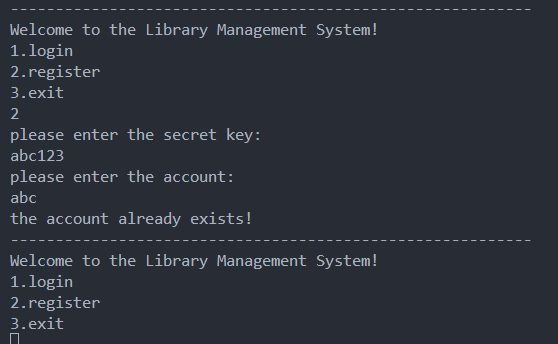 ----------------------------------------------------------
Welcome to the Library Management System!
1.login
2.register
3.exit
2
please enter the secret key:
abc123
please enter the account:
abc
the account already exists!
----------------------------------------------------------
Welcome to the Library Management System!
1.login
2.register
3.exit